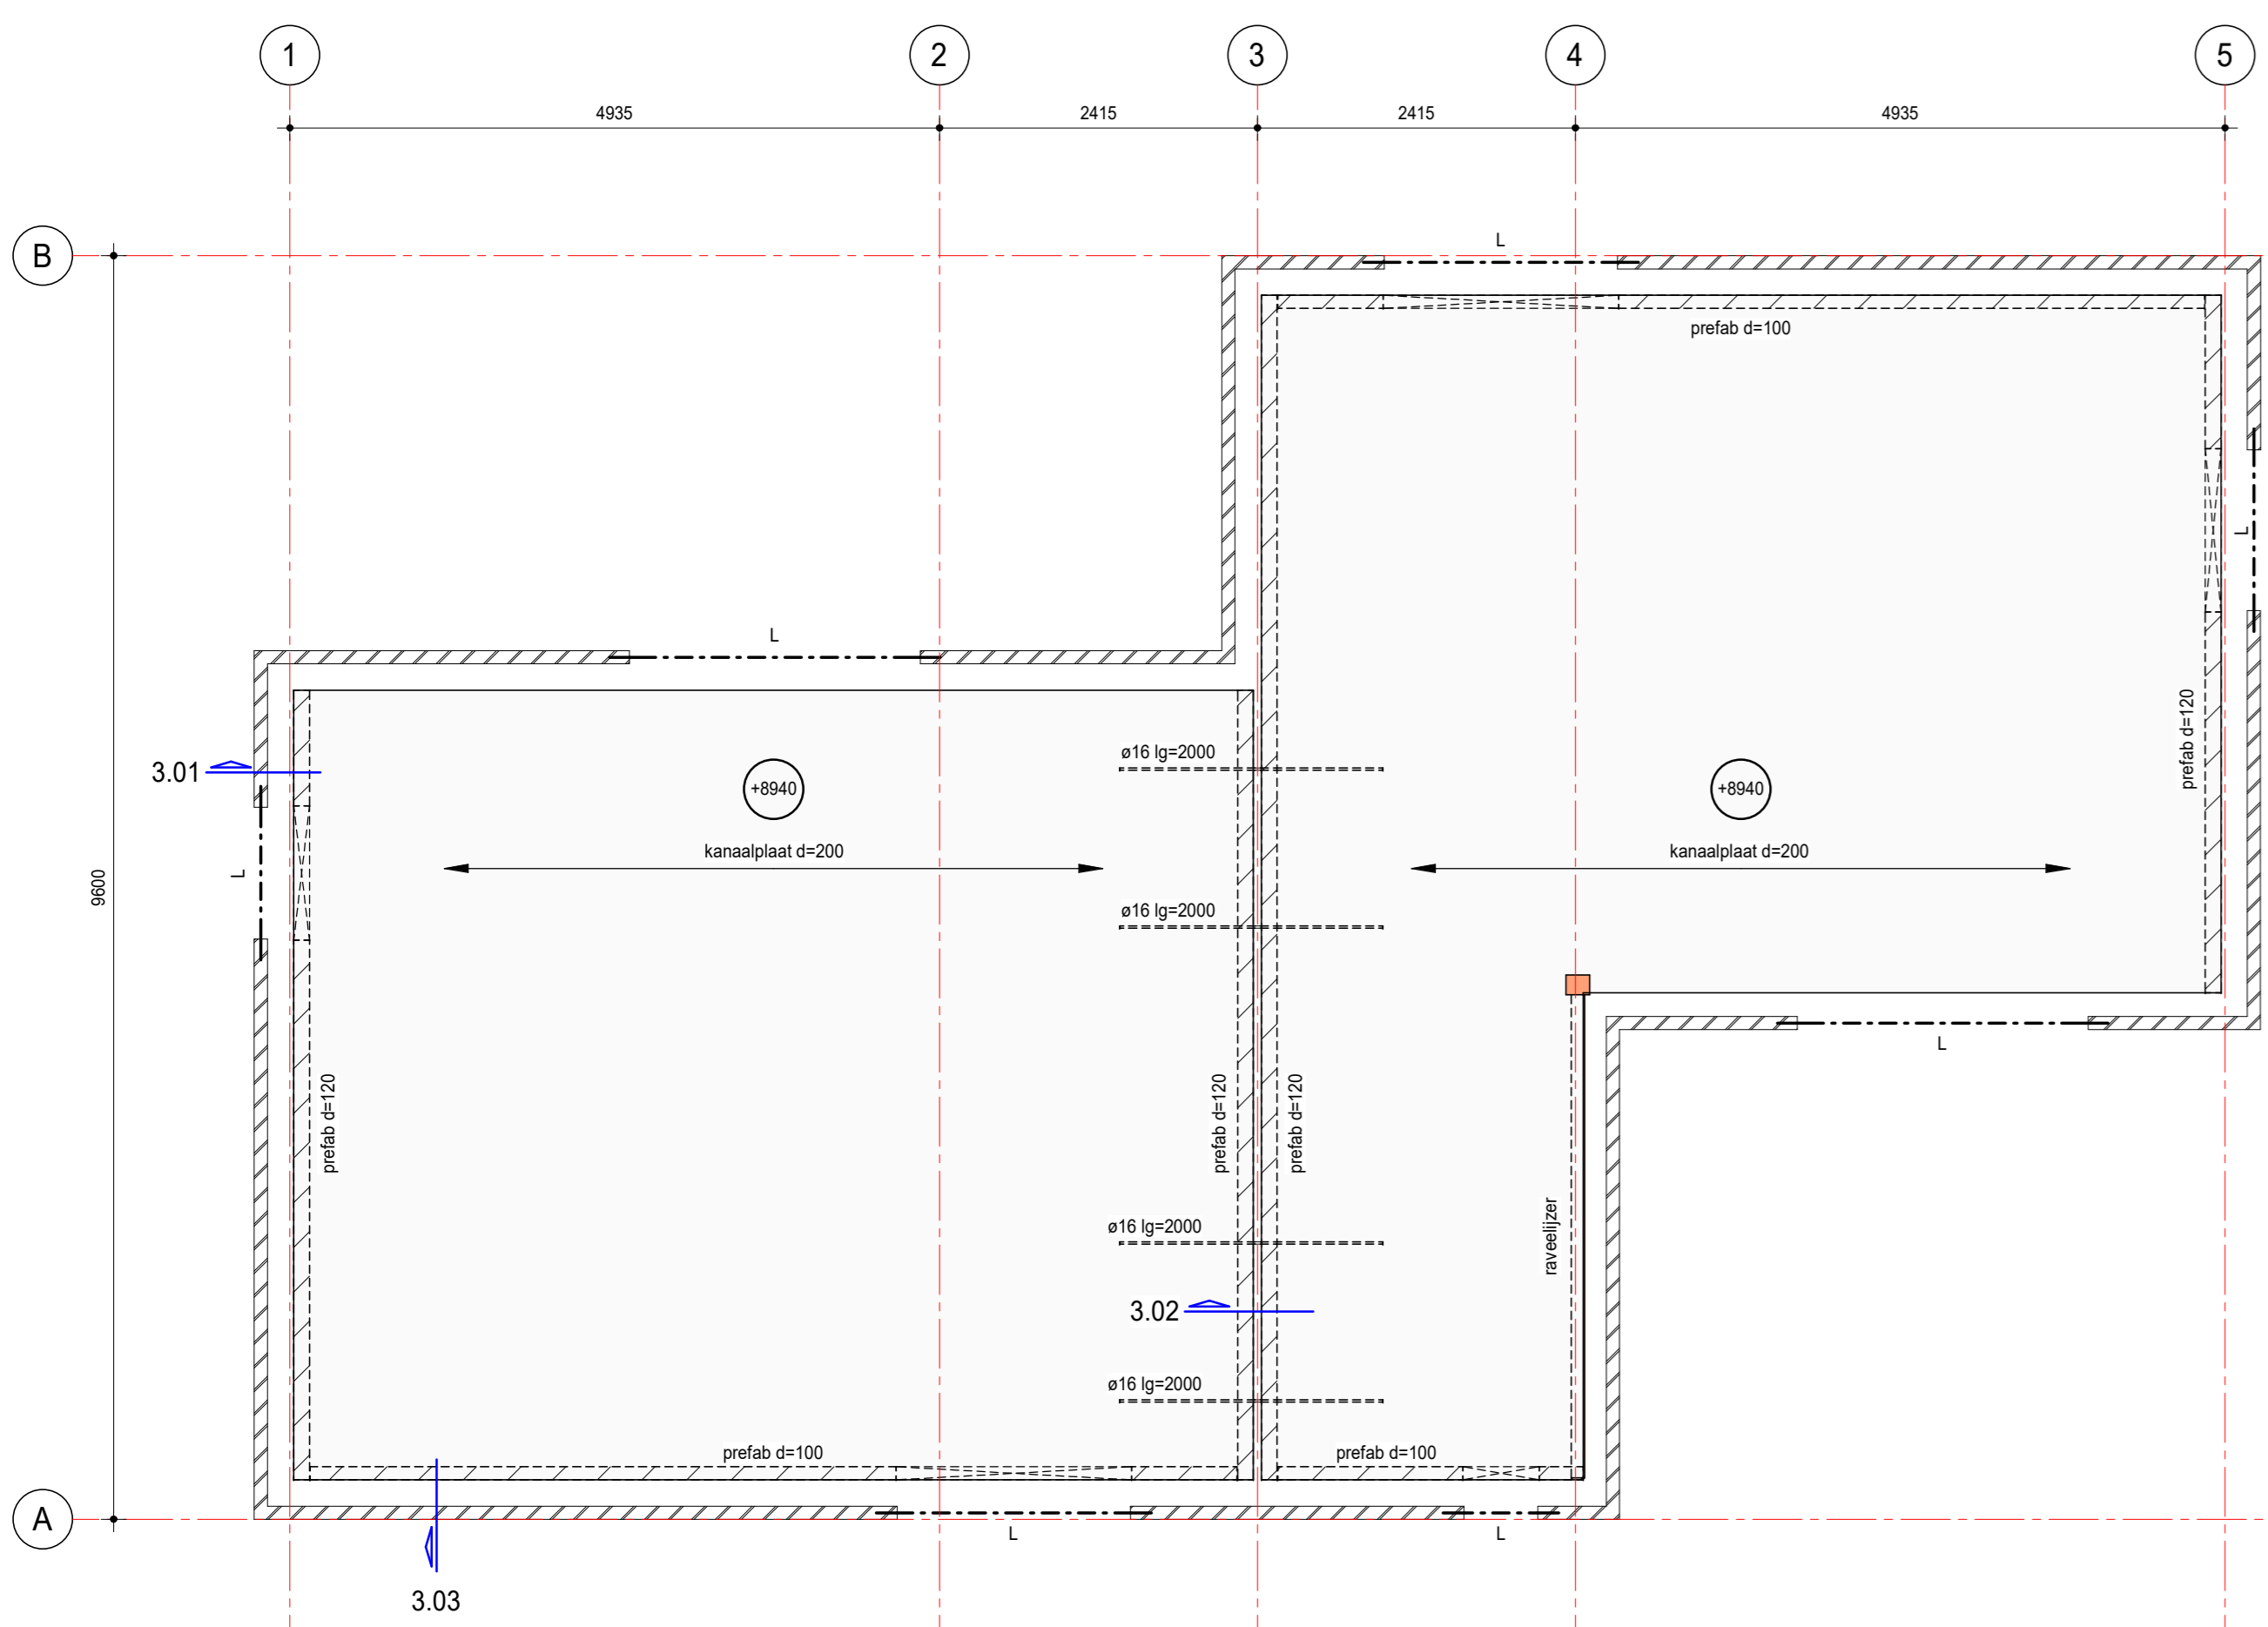 1 2 3 4 5
4935 2415 2415 4935
B
L
prefab d=100
L
L
prefab d=120
ø16 lg=2000
3.01
+8940 +8940
kanaalplaat d=200 kanaalplaat d=200
L
9600
ø16 lg=2000
L
prefab d=120 prefab d=120 prefab d=120
ø16 lg=2000
raveelijzer
3.02
ø16 lg=2000
prefab d=100 prefab d=100
A
L L
3.03